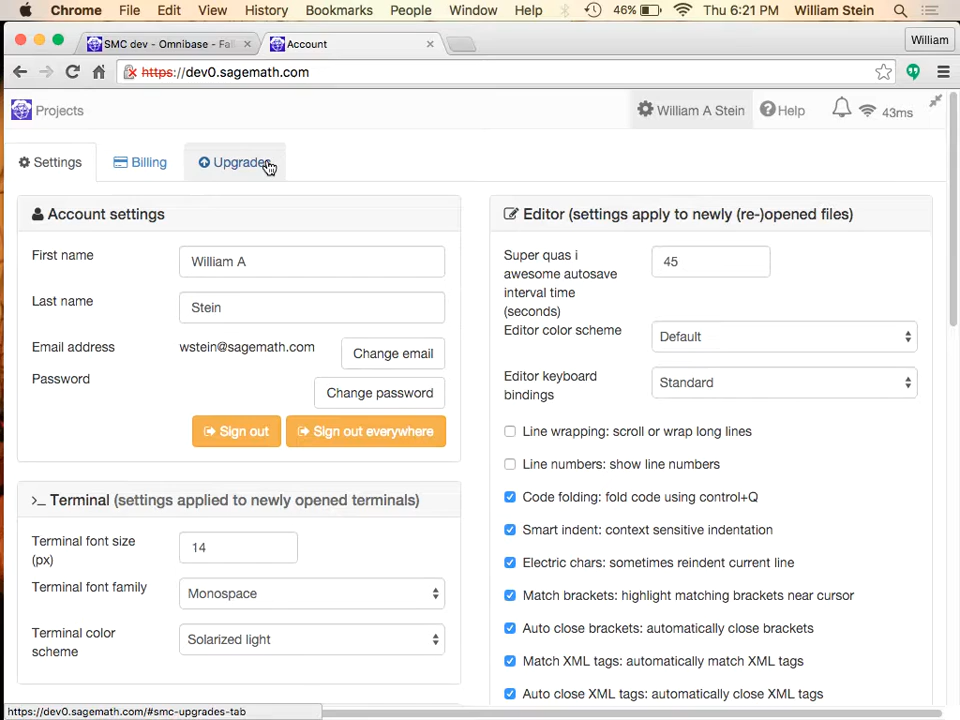 Chrome File Edit View History Bookmarks People Window Help 46% Thu 6:21 PM William Stein
SMC dev - Omnibase - Fal
Account
William
https://dev0.sagemath.com
Projects
William A Stein
Help
43ms
Settings
Billing
Upgrades
Account settings
First name
William A
Last name
Stein
Email address
wstein@sagemath.com
Change email
Password
Change password
Sign out
Sign out everywhere
>_ Terminal (settings applied to newly opened terminals)
Terminal font size
(px)
14
Terminal font family
Monospace
Terminal color
scheme
Solarized light
Editor (settings apply to newly (re-)opened files)
Super quas i
awesome autosave
interval time
(seconds)
45
Editor color scheme
Default
Editor keyboard
bindings
Standard
Line wrapping: scroll or wrap long lines
Line numbers: show line numbers
Code folding: fold code using control+Q
Smart indent: context sensitive indentation
Electric chars: sometimes reindent current line
Match brackets: highlight matching brackets near cursor
Auto close brackets: automatically close brackets
Match XML tags: automatically match XML tags
Auto close XML tags: automatically close XML tags
https://dev0.sagemath.com/#smc-upgrades-tab